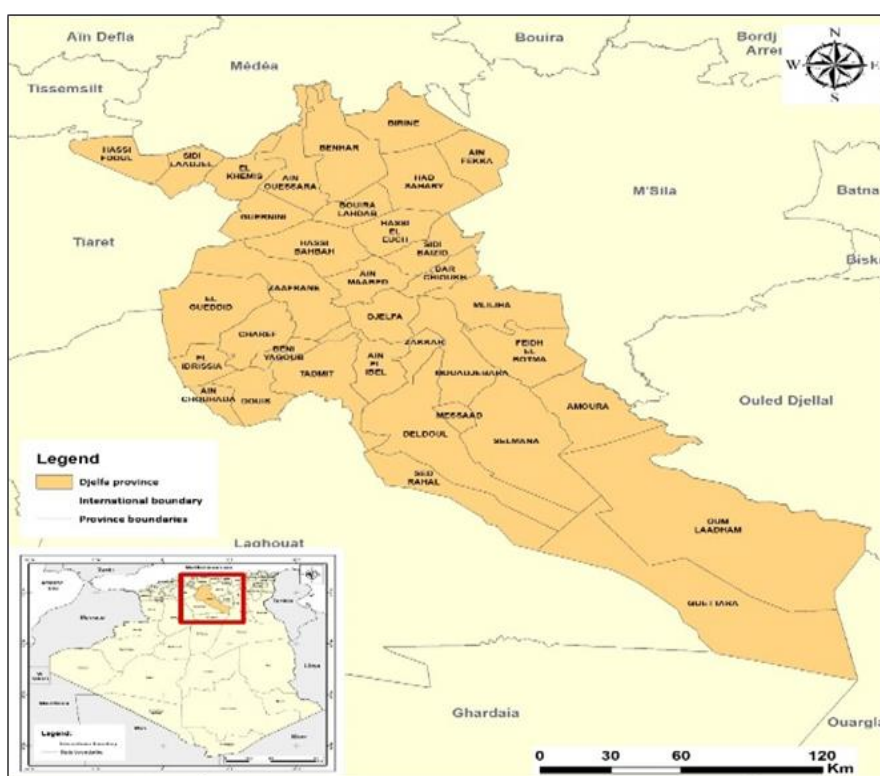 Aïn Defla
Bouira
Bordj
Arrer
Médéa
Tissemsilt
N
W
E
S
BIRINE
HASSI
FDOUL
SIDI
LAADJEL
BENHAR
AIN
FEKKA
EL
KHEMIS
AIN
OUESSARA
HAD
SAHARY
M'Sila
Batna
BOUIRA
LAHDAB
GUERNINI
HASSI
EL
EUCH
Tiaret
HASSI
BAHBAH
SIDI
BAIZID
Bisk
DAR
CHIOUKH
AIN
MAABED
ZAAFRANE
EL
GUEDDID
MLILIHA
DJELFA
CHAREF
ZAKKAR
FEIDH
EL
BOTMA
BENI
YAGOUB
EL
IDRISSIA
AIN
EL
IBEL
TADMIT
MOUADJEBARA
AIN
CHOUHADA
DOUIS
AMOURA
Ouled Djellal
MESSAAD
DELDOUL
SELMANA
SED
RAHAL
OUM
LAADHAM
GUETTARA
Laghouat
Ghardaia
Ouargla
Legend
Djelfa province
International boundary
Province boundaries
Legend:
0 30 60 120
Km